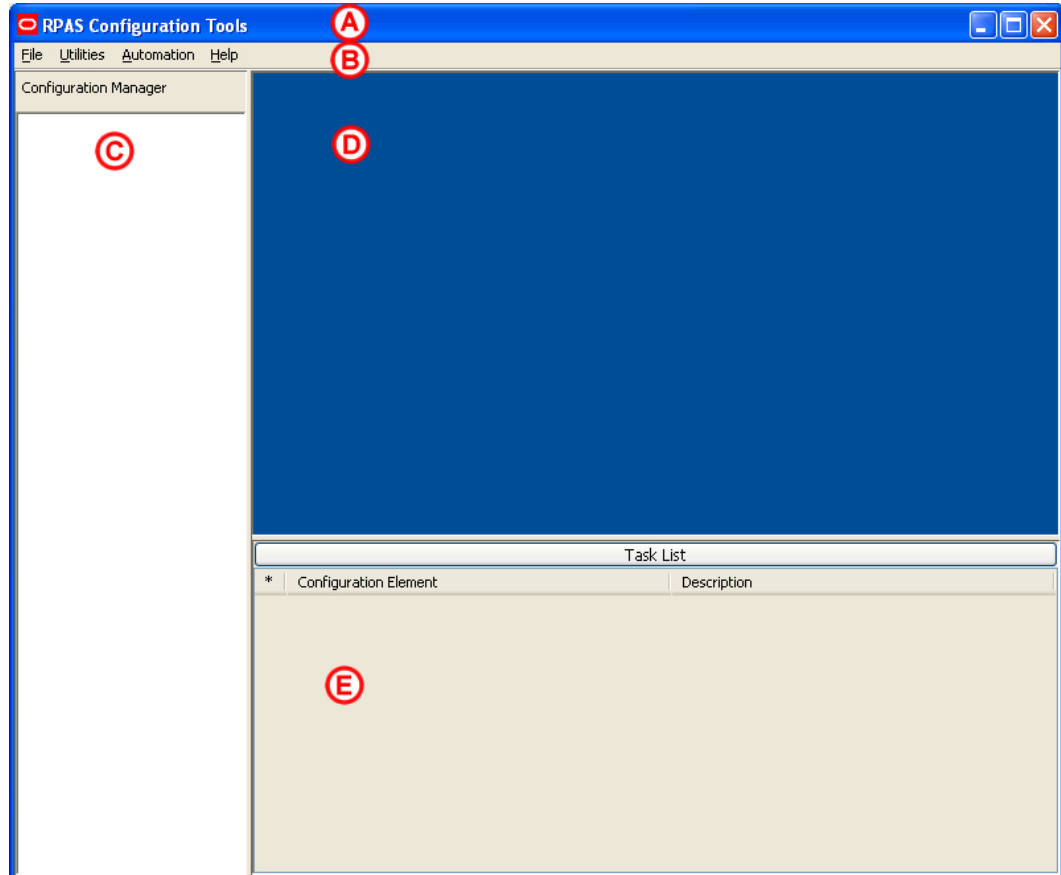 RPAS Configuration Tools
A
File Utilities Automation Help
B
Configuration Manager
C
D
Task List
* Configuration Element Description
E